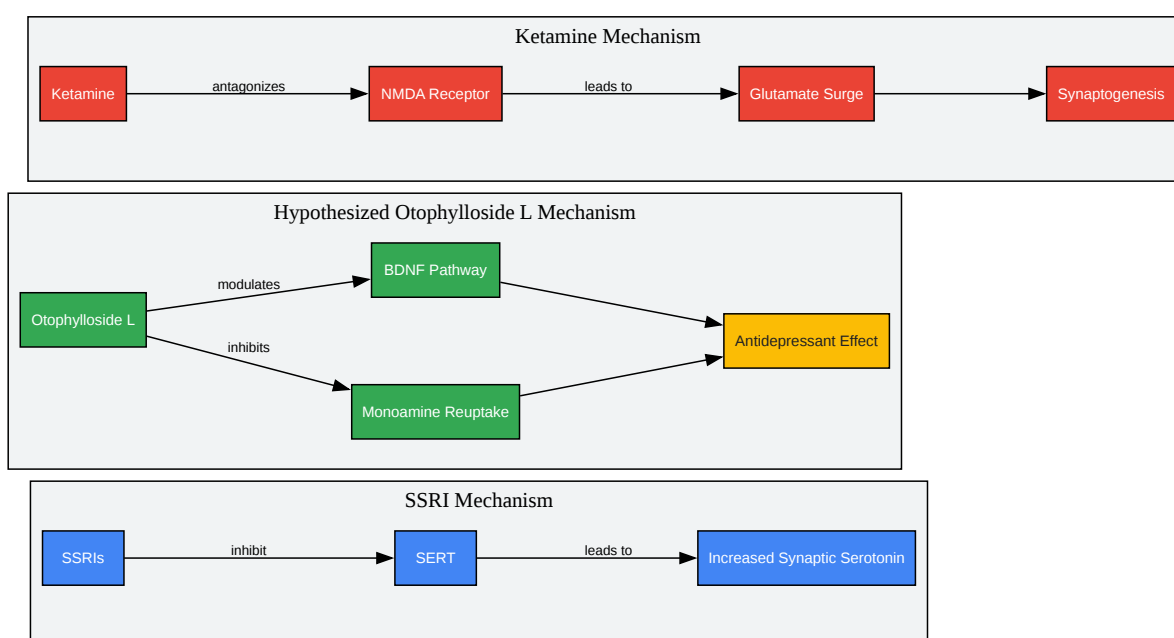 Ketamine Mechanism
Ketamine
antagonizes
NMDA Receptor
leads to
Glutamate Surge
Synaptogenesis
Hypothesized Otophylloside L Mechanism
Otophylloside L
modulates
BDNF Pathway
inhibits
Monoamine Reuptake
Antidepressant Effect
SSRI Mechanism
SSRIs
inhibit
SERT
leads to
Increased Synaptic Serotonin